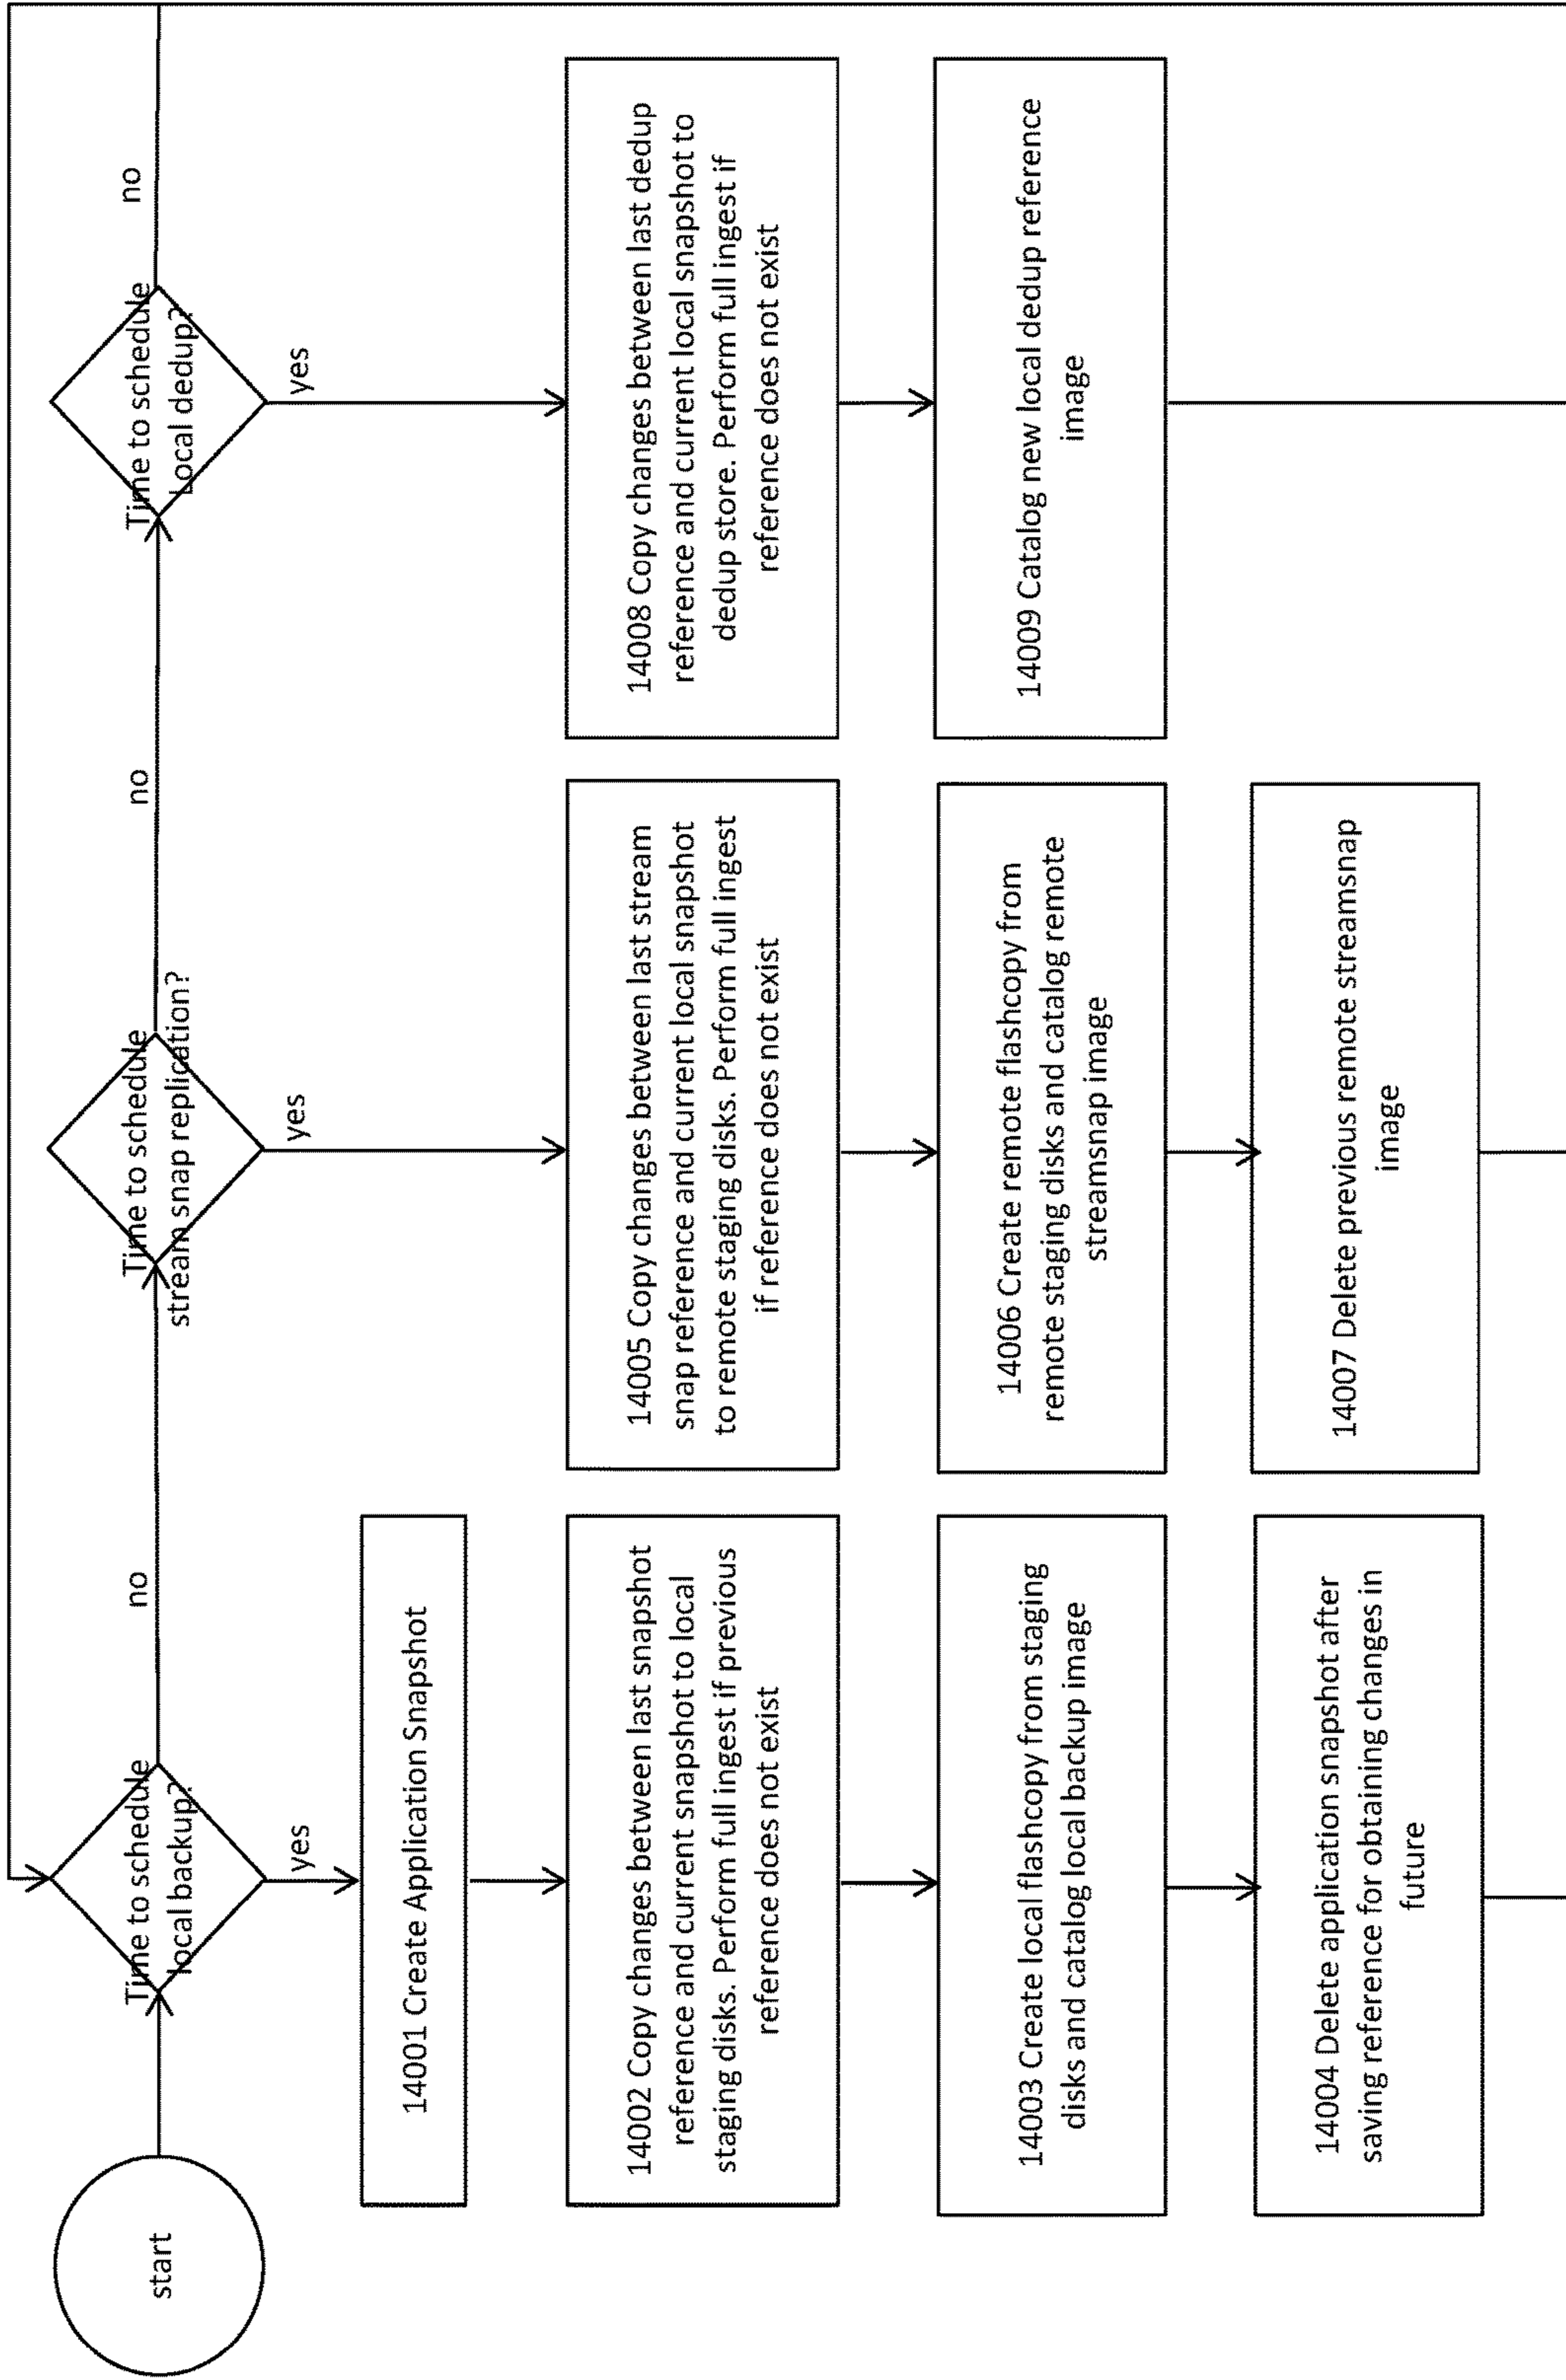 start
Time to schedule
local backup?
no
yes
14001 Create Application Snapshot
14002 Copy changes between last snapshot
reference and current snapshot to local
staging disks. Perform full ingest if previous
reference does not exist
14003 Create local flashcopy from staging
disks and catalog local backup image
14004 Delete application snapshot after
saving reference for obtaining changes in
future
Time to schedule
stream snap replication?
no
yes
14005 Copy changes between last stream
snap reference and current local snapshot
to remote staging disks. Perform full ingest
if reference does not exist
14006 Create remote flashcopy from
remote staging disks and catalog remote
streamsnap image
14007 Delete previous remote streamsnap
image
Time to schedule
Local dedup?
no
yes
14008 Copy changes between last dedup
reference and current local snapshot to
dedup store. Perform full ingest if
reference does not exist
14009 Catalog new local dedup reference
image